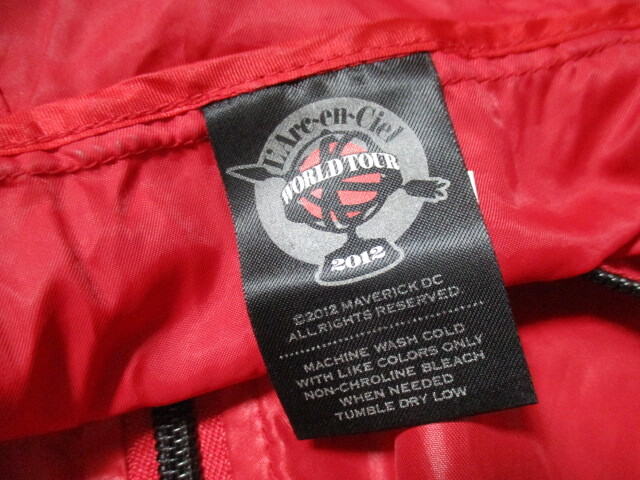 L'Arc-en-Ciel
WORLD TOUR
2012
©2012 MAVERICK DC
ALL RIGHTS RESERVED
MACHINE WASH COLD
WITH LIKE COLORS ONLY
NON-CHROLINE BLEACH
WHEN NEEDED
TUMBLE DRY LOW